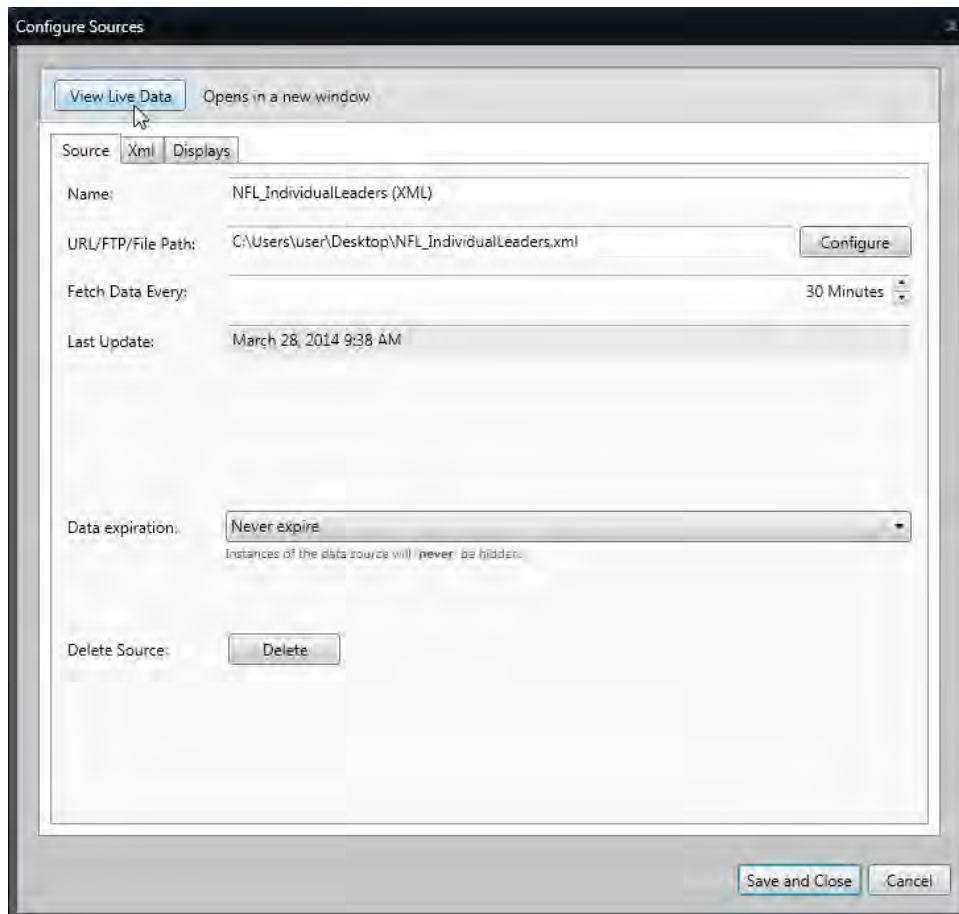 Configure Sources
View Live Data Opens in a new window
Source Xml Displays
Name: NFL_IndividualLeaders (XML)
URL/FTP/File Path: C:\Users\user\Desktop\NFL_IndividualLeaders.xml Configure
Fetch Data Every: 30 Minutes
Last Update: March 28, 2014 9:38 AM
Data expiration: Never expire
Instances of the data source will never be hidden.
Delete Source: Delete
Save and Close Cancel